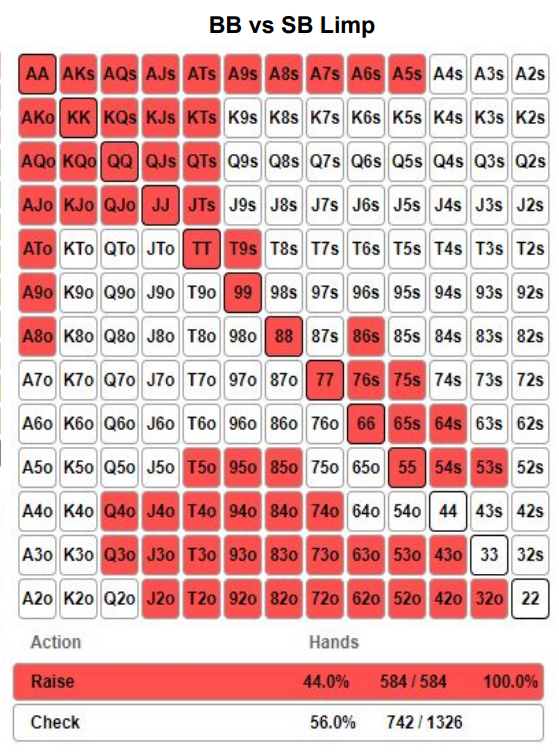 BB vs SB Limp
AA AKs AQs AJs ATs A9s A8s A7s A6s A5s A4s A3s A2s
AKo KK KQs KJs KTs K9s K8s K7s K6s K5s K4s K3s K2s
AQo KQo QQ QJs QTs Q9s Q8s Q7s Q6s Q5s Q4s Q3s Q2s
AJo KJo QJo JJ JTs J9s J8s J7s J6s J5s J4s J3s J2s
ATo KTo QTo JTo TT T9s T8s T7s T6s T5s T4s T3s T2s
A9o K9o Q9o J9o T9o 99 98s 97s 96s 95s 94s 93s 92s
A8o K8o Q8o J8o T8o 98o 88 87s 86s 85s 84s 83s 82s
A7o K7o Q7o J7o T7o 97o 87o 77 76s 75s 74s 73s 72s
A6o K6o Q6o J6o T6o 96o 86o 76o 66 65s 64s 63s 62s
A5o K5o Q5o J5o T5o 95o 85o 75o 65o 55 54s 53s 52s
A4o K4o Q4o J4o T4o 94o 84o 74o 64o 54o 44 43s 42s
A3o K3o Q3o J3o T3o 93o 83o 73o 63o 53o 43o 33 32s
A2o K2o Q2o J2o T2o 92o 82o 72o 62o 52o 42o 32o 22
Action Hands
Raise 44.0% 584 / 584 100.0%
Check 56.0% 742 / 1326